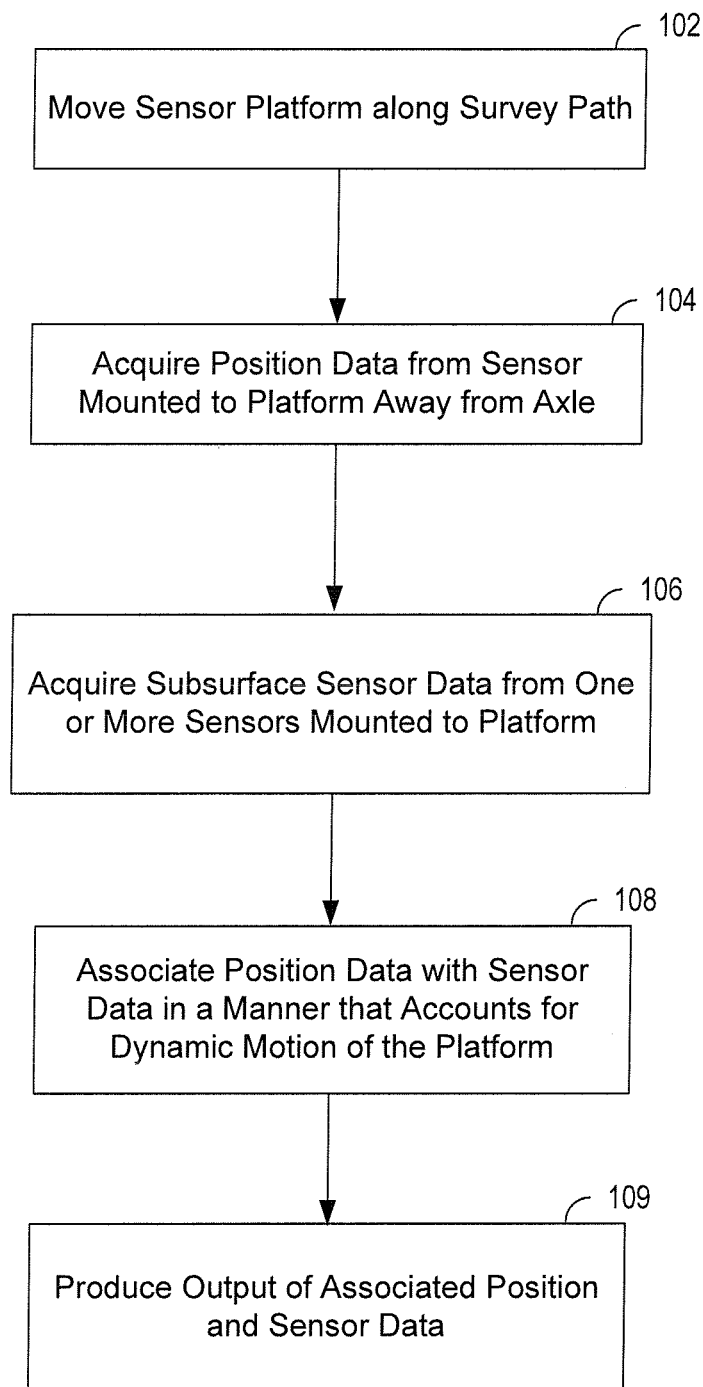 102
Move Sensor Platform along Survey Path
104
Acquire Position Data from Sensor
Mounted to Platform Away from Axle
106
Acquire Subsurface Sensor Data from One
or More Sensors Mounted to Platform
108
Associate Position Data with Sensor
Data in a Manner that Accounts for
Dynamic Motion of the Platform
109
Produce Output of Associated Position
and Sensor Data